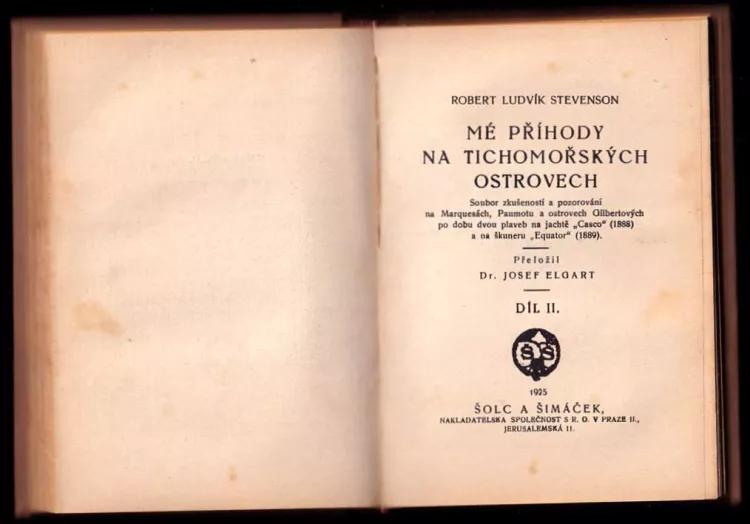 ROBERT LUDVÍK STEVENSON
MÉ PŘÍHODY
NA TICHOMOŘSKÝCH
OSTROVECH
Soubor zkušeností a pozorování
na Marquesách, Paumotu a ostrovech Gilbertových
po dobu dvou plaveb na jachtě „Casco“ (1888)
a na škuneru „Equator“ (1889).
Přeložil
Dr. JOSEF ELGART
DÍL II.
ŠŠ
1925
ŠOLC A ŠIMÁČEK,
NAKLADATELSKA SPOLEČNOST S R. O. V PRAZE II.,
JERUSALEMSKÁ 11.